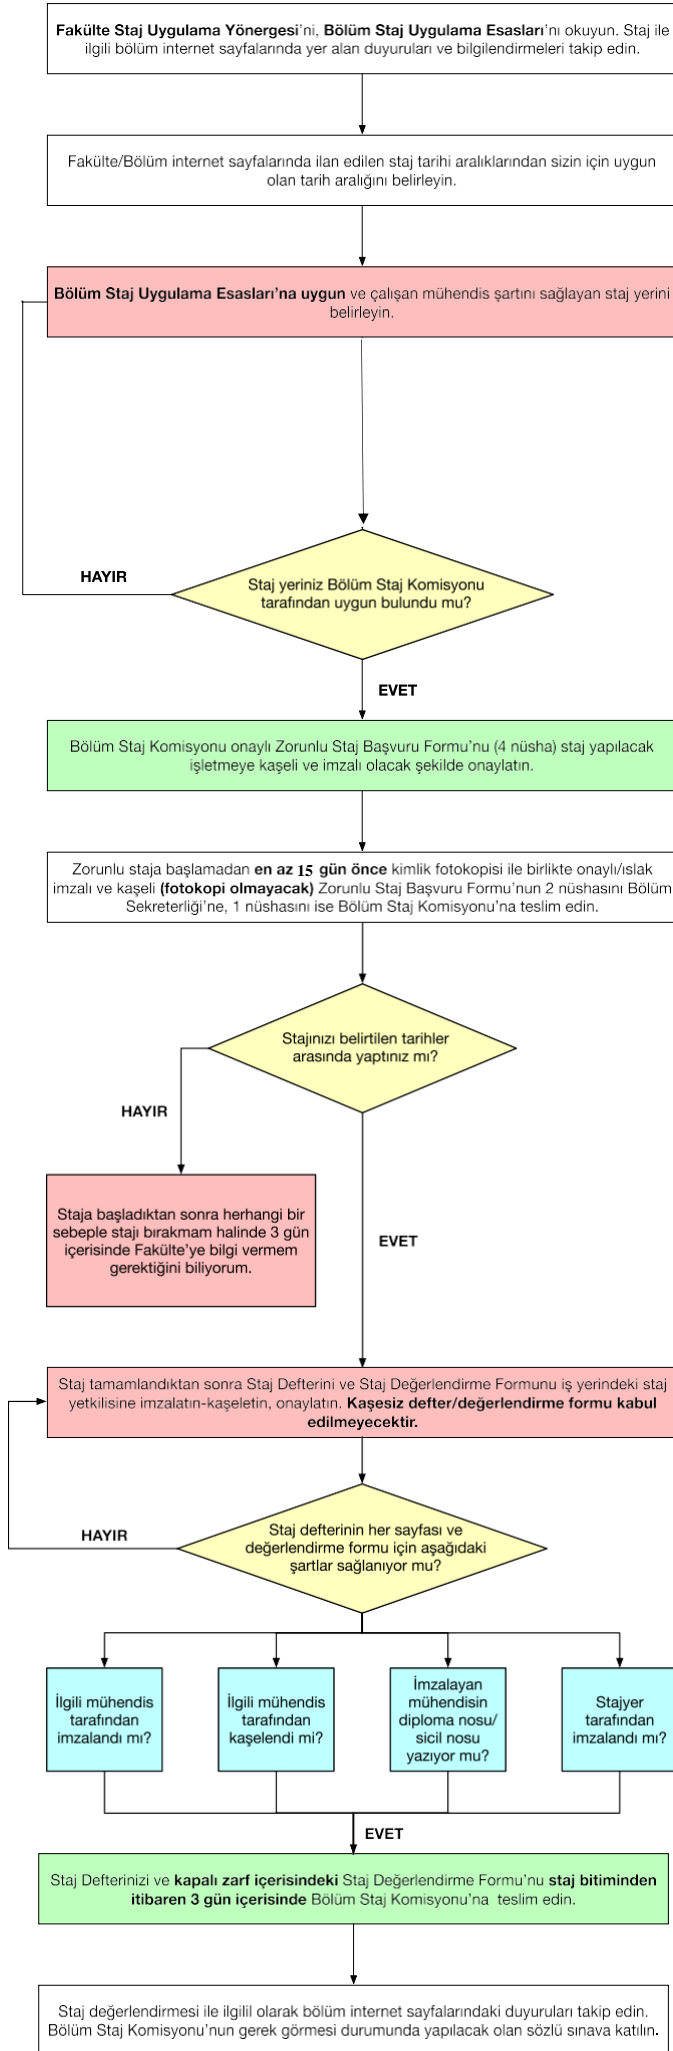 Fakülte Staj Uygulama Yönergesi'ni, Bölüm Staj Uygulama Esasları'nı okuyun. Staj ile
ilgili bölüm internet sayfalarında yer alan duyuruları ve bilgilendirmeleri takip edin.
Fakülte/Bölüm internet sayfalarında ilan edilen staj tarihi aralıklarından sizin için uygun
olan tarih aralığını belirleyin.
Bölüm Staj Uygulama Esasları'na uygun ve çalışan mühendis şartını sağlayan staj yerini
belirleyin.
HAYIR
Staj yeriniz Bölüm Staj Komisyonu
tarafından uygun bulundu mu?
EVET
Bölüm Staj Komisyonu onaylı Zorunlu Staj Başvuru Formu'nu (4 nüsha) staj yapılacak
işletmeye kaşeli ve imzalı olacak şekilde onaylatın.
Zorunlu staja başlamadan en az 15 gün önce kimlik fotokopisi ile birlikte onaylı/ıslak
imzalı ve kaşeli (fotokopi olmayacak) Zorunlu Staj Başvuru Formu'nun 2 nüshasını Bölüm
Sekreterliği'ne, 1 nüshasını ise Bölüm Staj Komisyonu'na teslim edin.
Stajınızı belirtilen tarihler
arasında yaptınız mı?
HAYIR
Staja başladıktan sonra herhangi bir
sebeple stajı bırakmam halinde 3 gün
içerisinde Fakülte'ye bilgi vermem
gerektiğini biliyorum.
EVET
Staj tamamlandıktan sonra Staj Defterini ve Staj Değerlendirme Formunu iş yerindeki staj
yetkilisine imzalatın-kaşeletin, onaylatın. Kaşesiz defter/değerlendirme formu kabul
edilmeyecektir.
HAYIR
Staj defterinin her sayfası ve
değerlendirme formu için aşağıdaki
şartlar sağlanıyor mu?
İlgili mühendis
tarafından
imzalandı mı?
İlgili mühendis
tarafından
kaşelendi mi?
İmzalayan
mühendisin
diploma nosu/
sicil nosu
yazıyor mu?
Stajyer
tarafından
imzalandı mı?
EVET
Staj Defterinizi ve kapalı zarf içerisindeki Staj Değerlendirme Formu'nu staj bitiminden
itibaren 3 gün içerisinde Bölüm Staj Komisyonu'na teslim edin.
Staj değerlendirmesi ile ilgilil olarak bölüm internet sayfalarındaki duyuruları takip edin.
Bölüm Staj Komisyonu'nun gerek görmesi durumunda yapılacak olan sözlü sınava katılın.